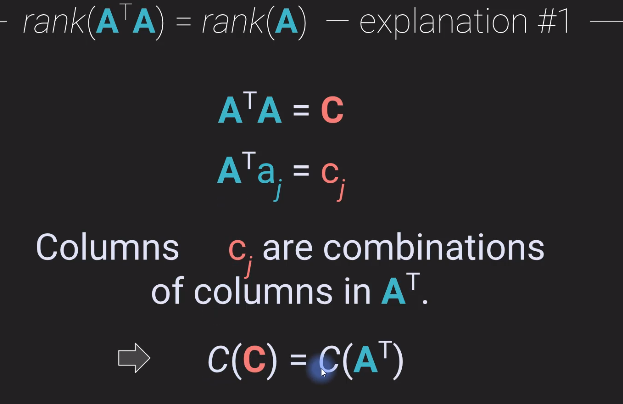 rank(AᵀA) = rank(A) — explanation #1
AᵀA = C
Aᵀaⱼ = cⱼ
Columns cⱼ are combinations
of columns in Aᵀ.
⇨ C(C) = C(Aᵀ)